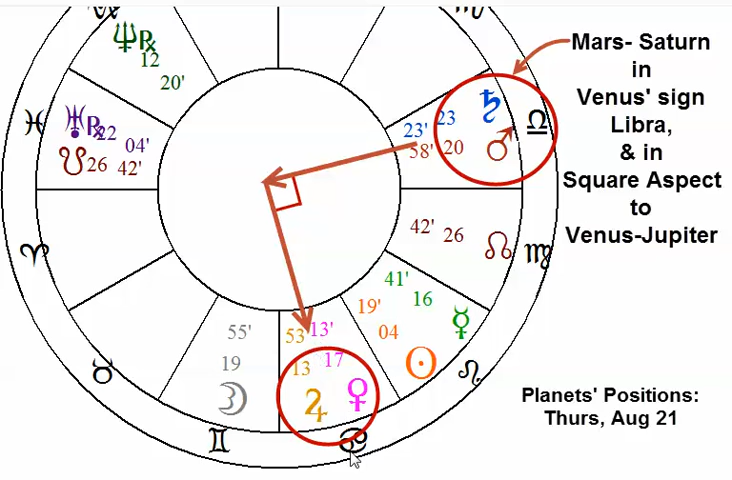 Mars- Saturn
in
Venus' sign
Libra,
& in
Square Aspect
to
Venus-Jupiter
12
20'
22
04'
26 42'
23' 23
58' 20
42' 26
41'
16
19'
04
53' 13'
13 17
55'
19
Planets' Positions:
Thurs, Aug 21